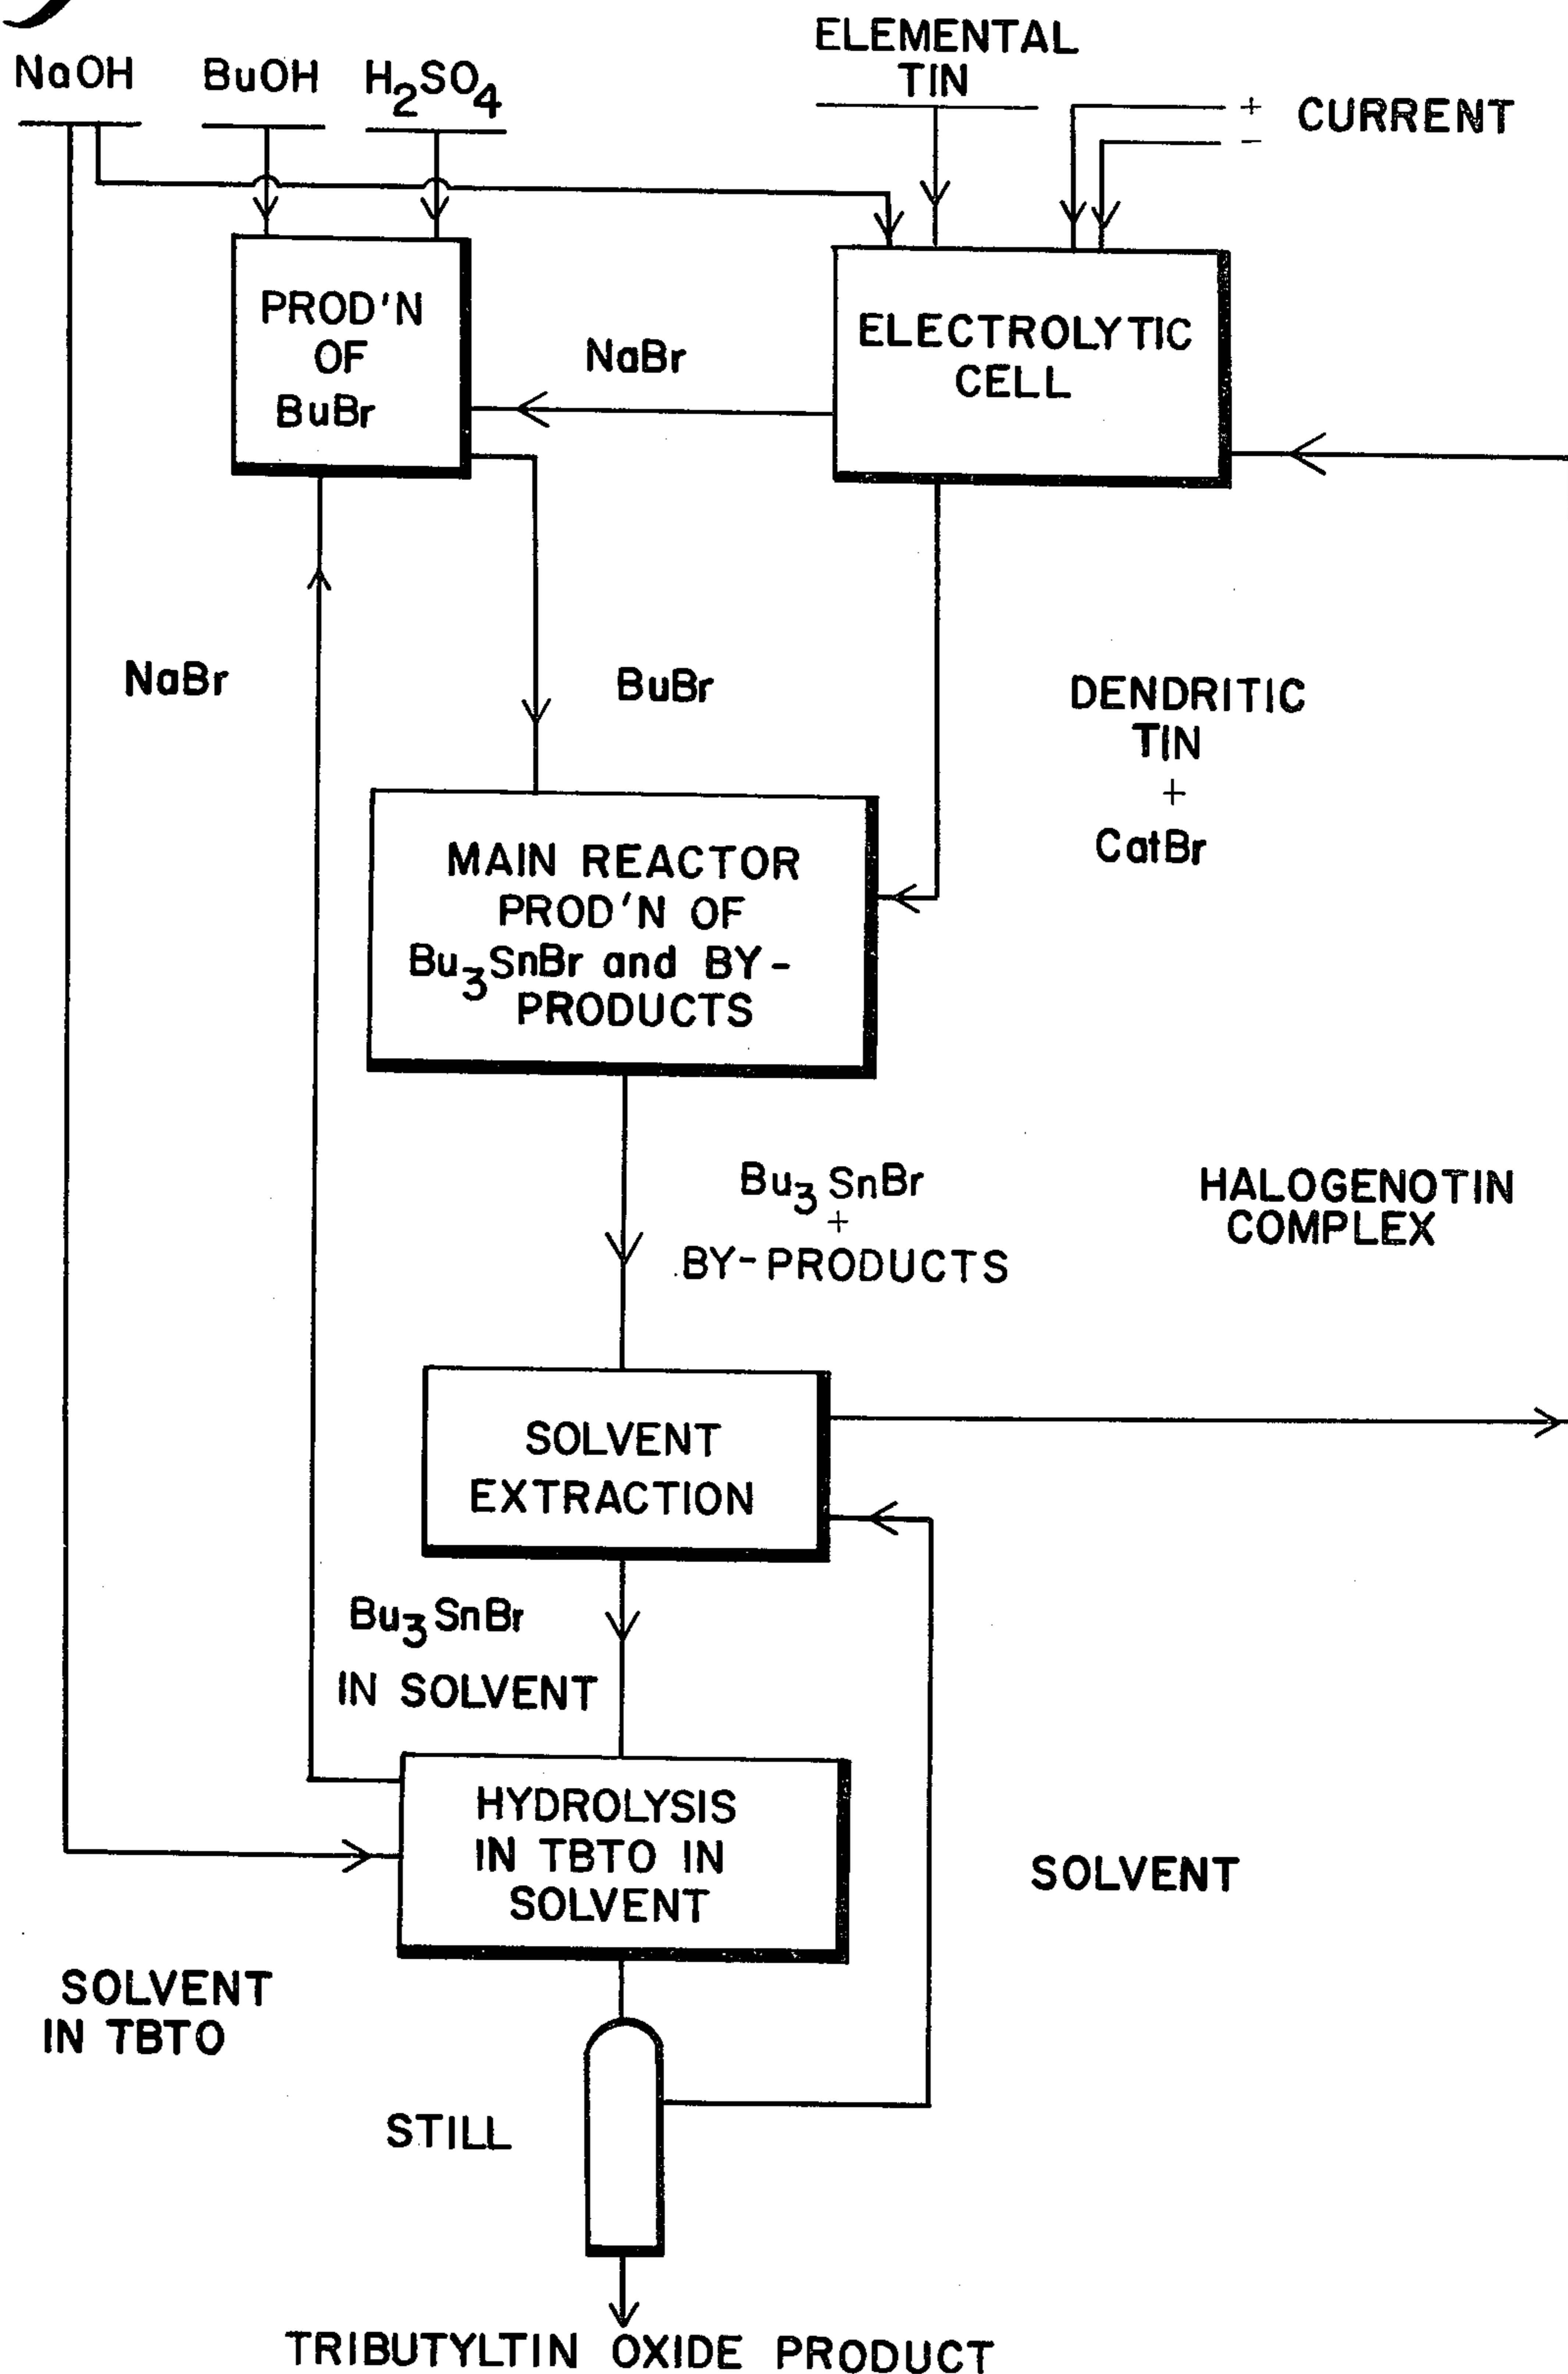 NaOH
BuOH
H₂SO₄
ELEMENTAL
TIN
+
CURRENT
−
PROD'N
OF
BuBr
NaBr
ELECTROLYTIC
CELL
NaBr
BuBr
DENDRITIC
TIN
+
CatBr
MAIN REACTOR
PROD'N OF
Bu₃SnBr and BY-
PRODUCTS
Bu₃SnBr
+
BY-PRODUCTS
HALOGENOTIN
COMPLEX
SOLVENT
EXTRACTION
Bu₃SnBr
IN SOLVENT
HYDROLYSIS
IN TBTO IN
SOLVENT
SOLVENT
SOLVENT
IN TBTO
STILL
TRIBUTYLTIN OXIDE PRODUCT